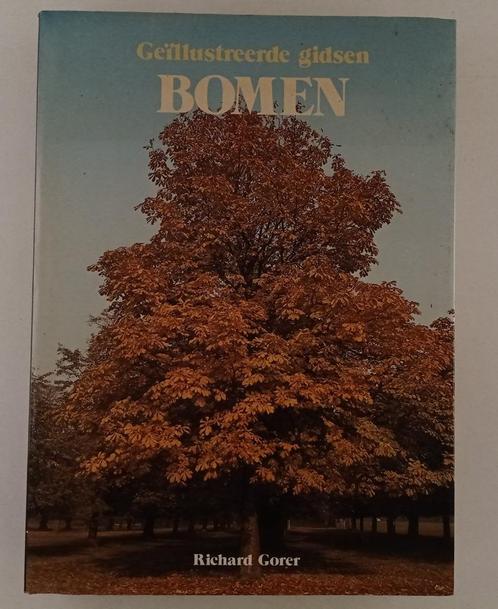 Geïllustreerde gidsen
BOMEN
Richard Gorer